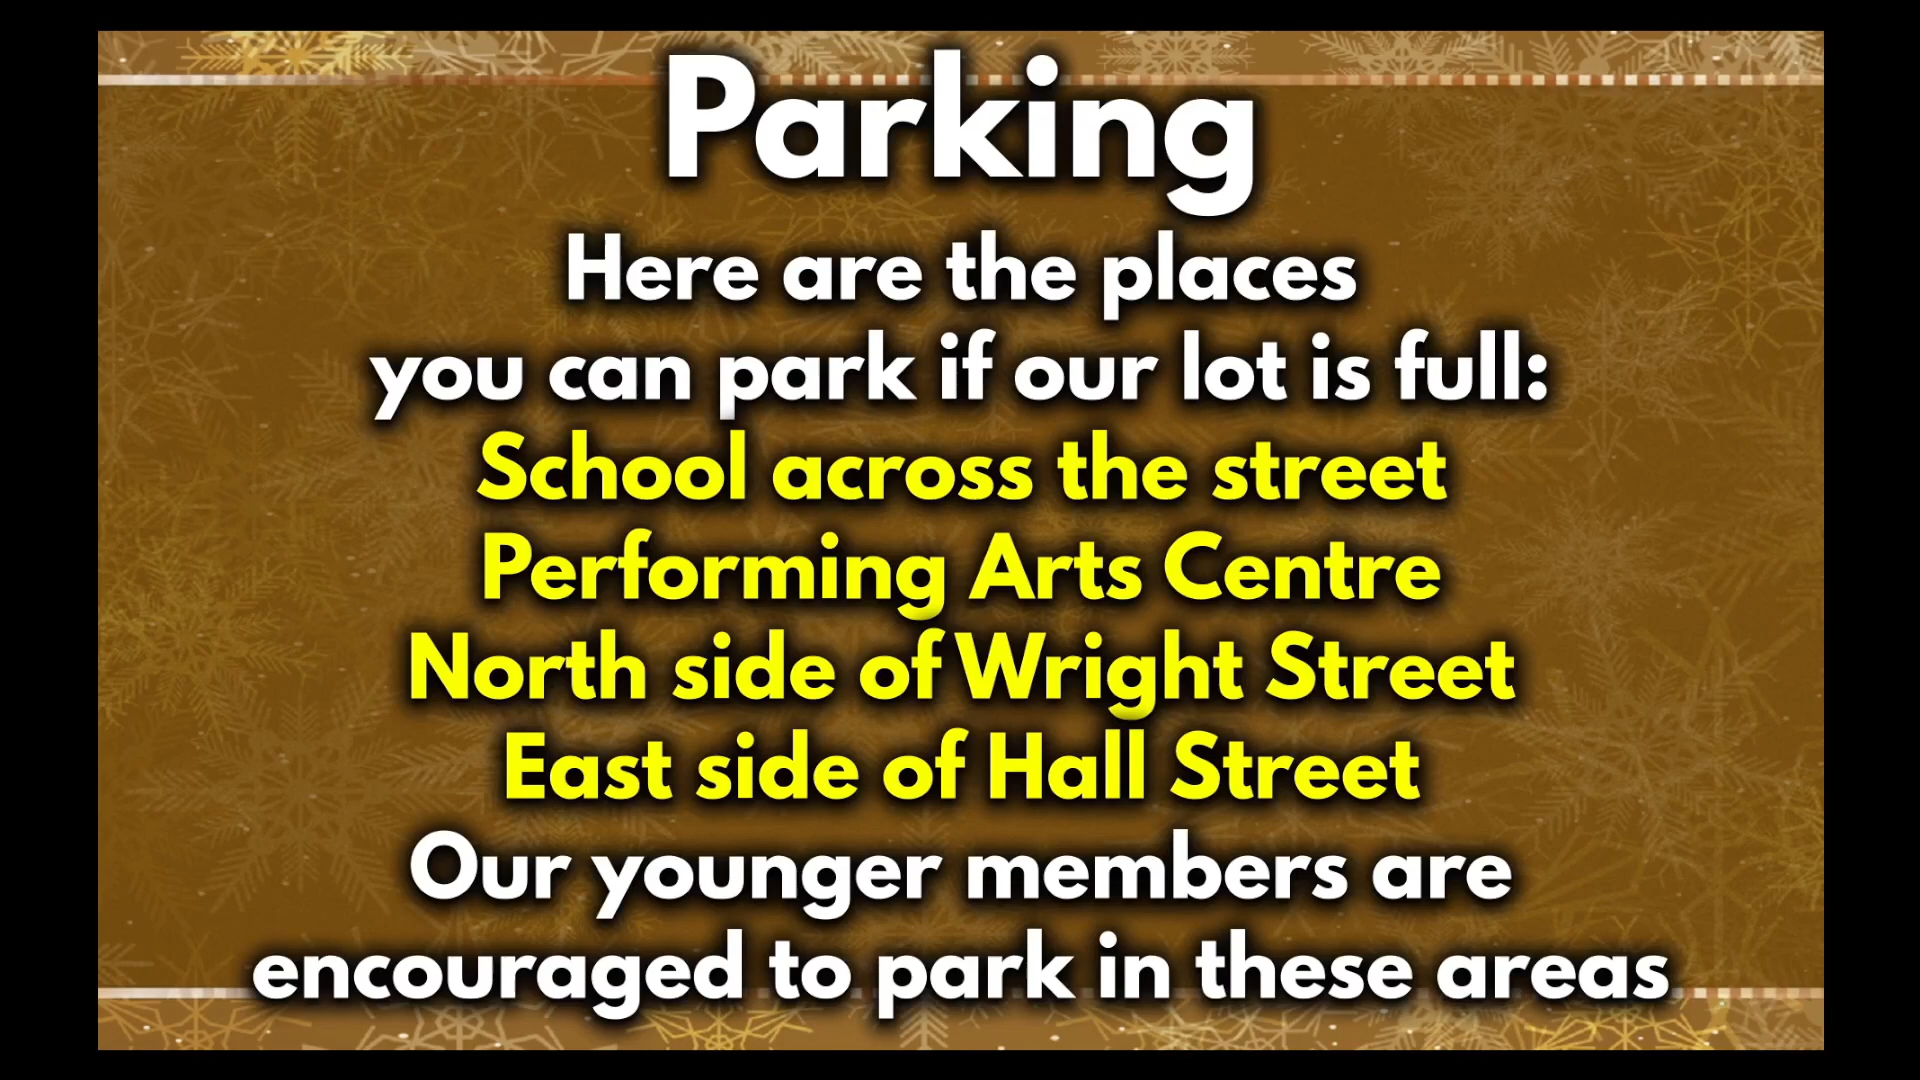 Parking
Here are the places
you can park if our lot is full:
School across the street
Performing Arts Centre
North side of Wright Street
East side of Hall Street
Our younger members are
encouraged to park in these areas